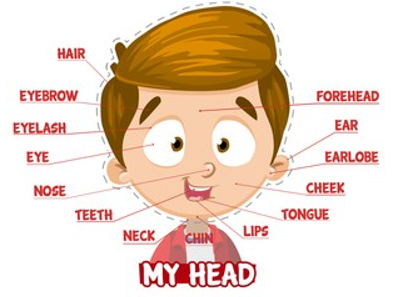 HAIR
EYEBROW
FOREHEAD
EYELASH
EAR
EYE
EARLOBE
NOSE
CHEEK
TEETH
TONGUE
NECK
CHIN
LIPS
MY HEAD